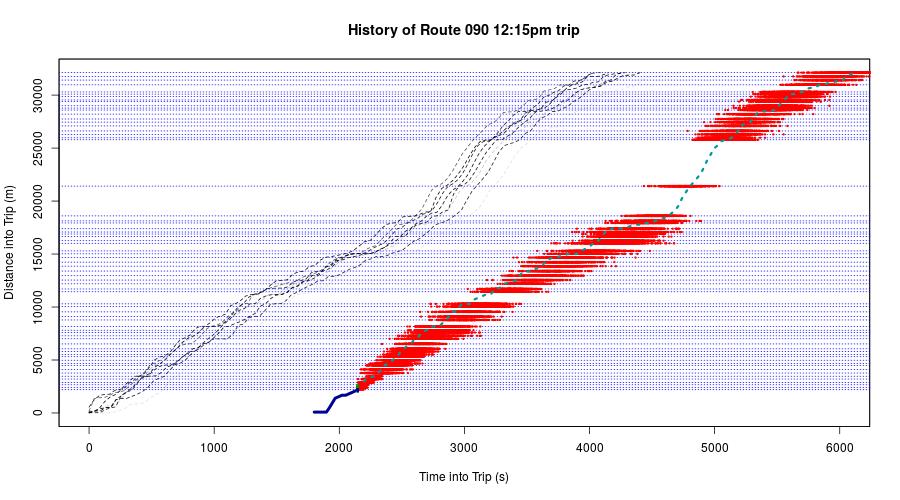 History of Route 090 12:15pm trip
Distance into Trip (m)
30000
25000
20000
15000
10000
5000
0
0 1000 2000 3000 4000 5000 6000
Time into Trip (s)